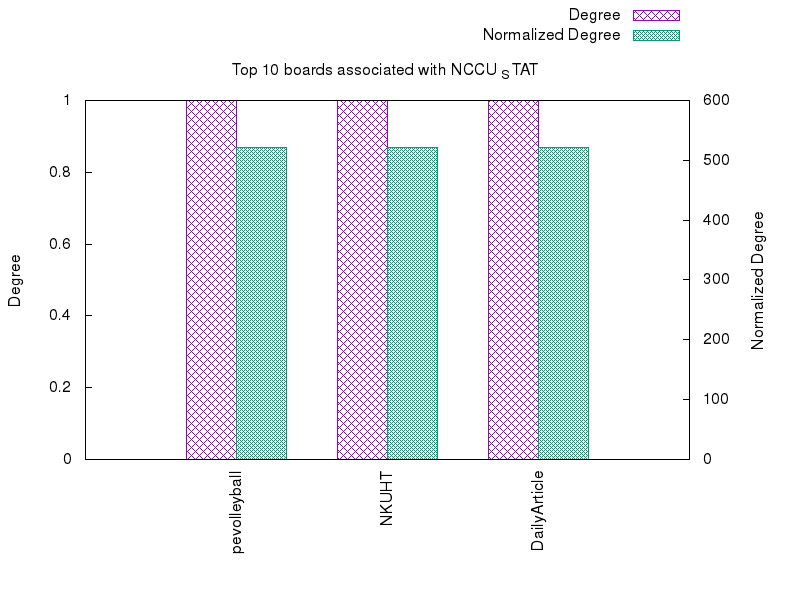 Degree
Normalized Degree
Top 10 boards associated with NCCU STAT
1
0.8
0.6
0.4
0.2
0
600
500
400
300
200
100
0
Degree
Normalized Degree
pevolleyball
NKUHT
DailyArticle